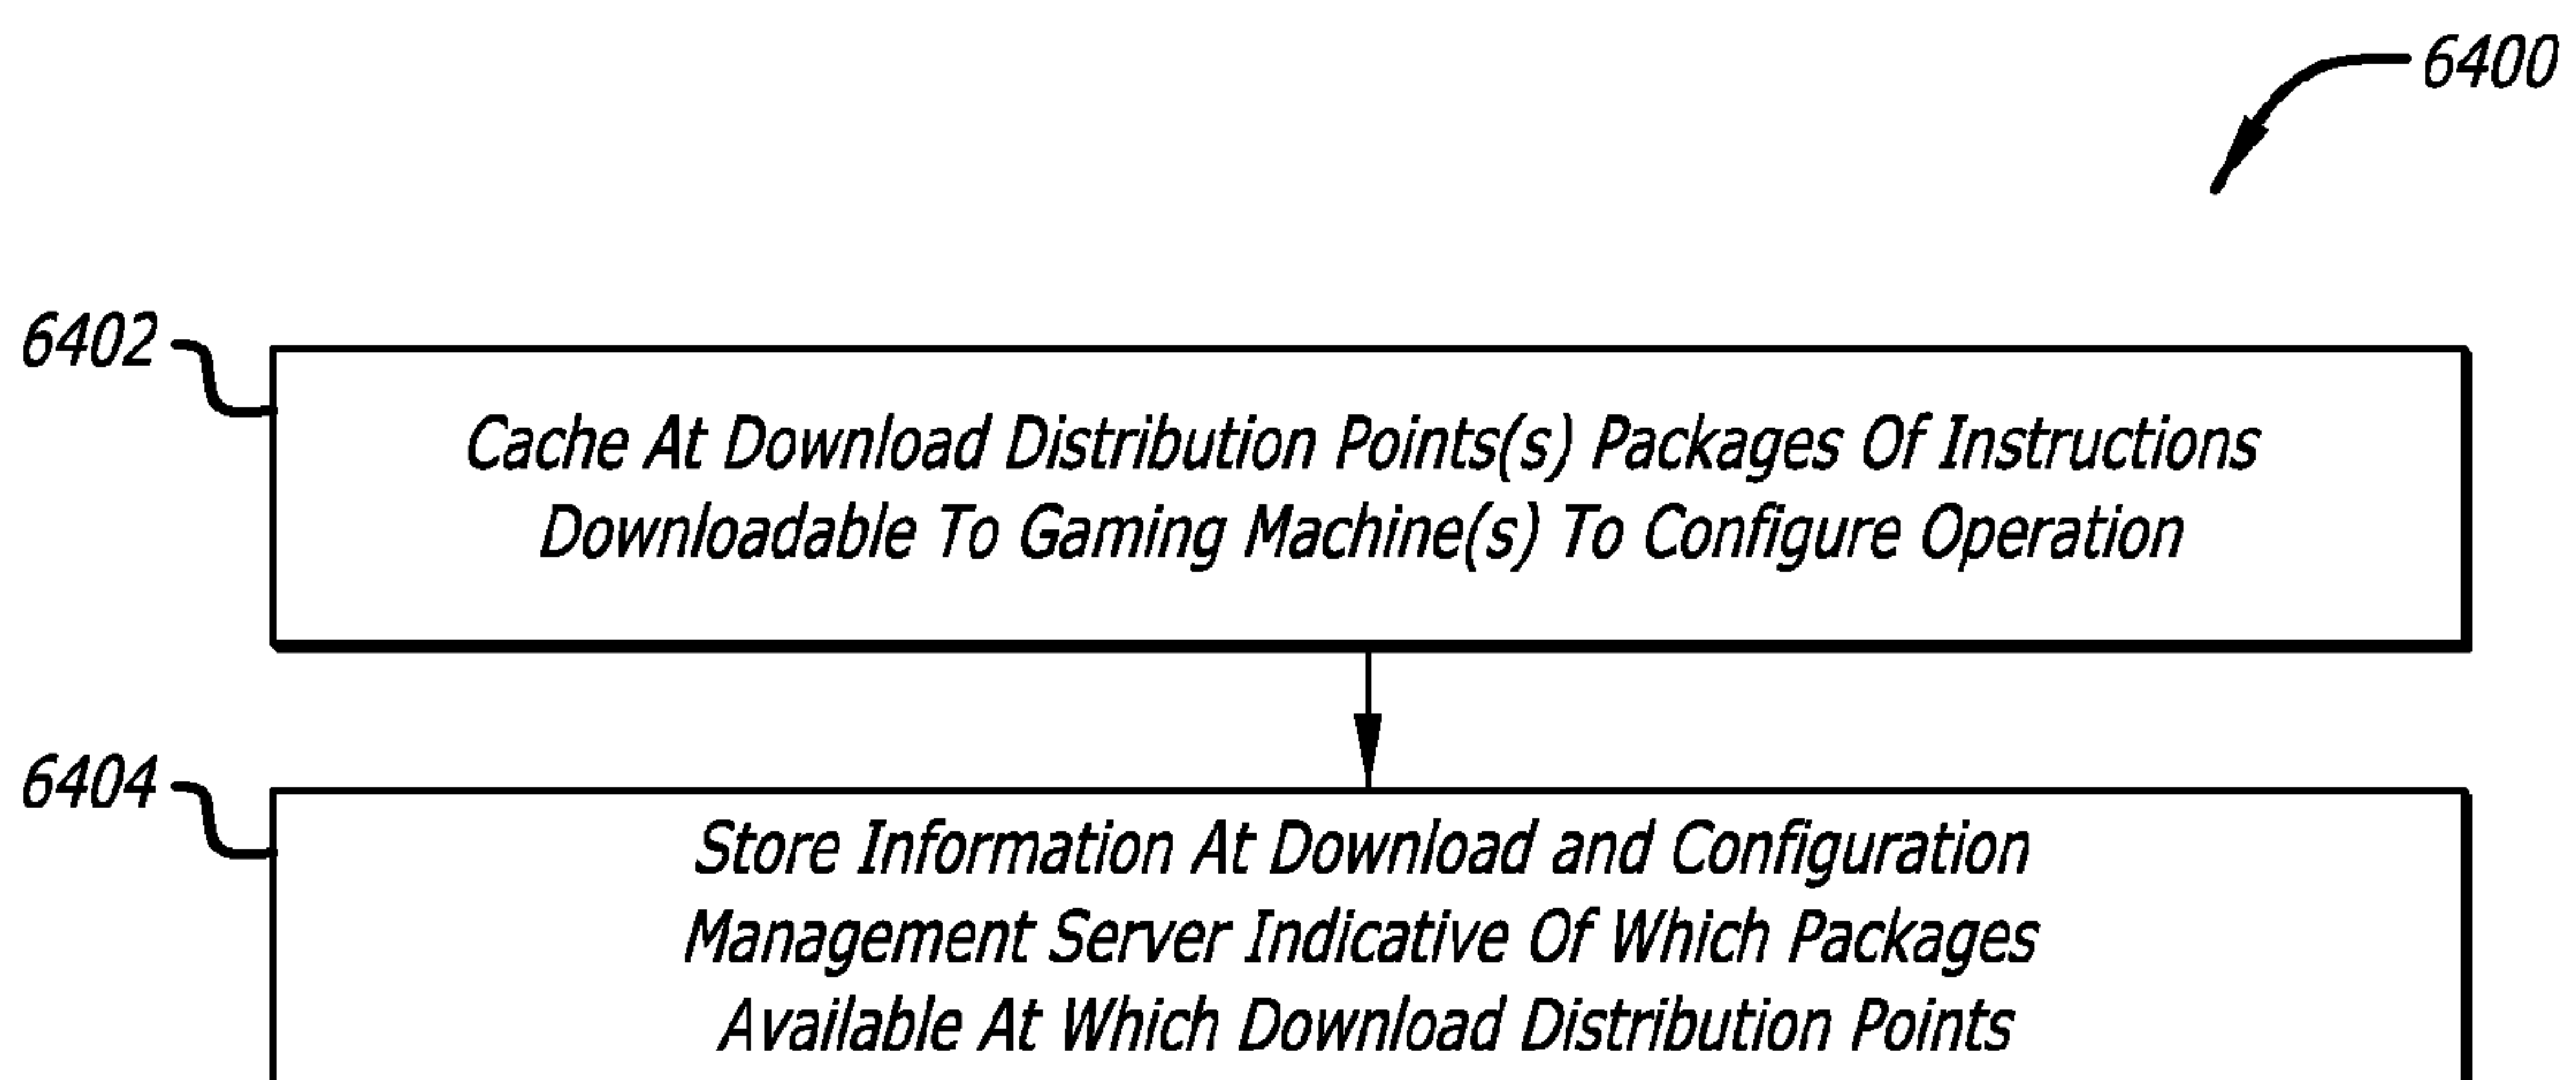 6400
6402
Cache At Download Distribution Points(s) Packages Of Instructions
Downloadable To Gaming Machine(s) To Configure Operation
6404
Store Information At Download and Configuration
Management Server Indicative Of Which Packages
Available At Which Download Distribution Points